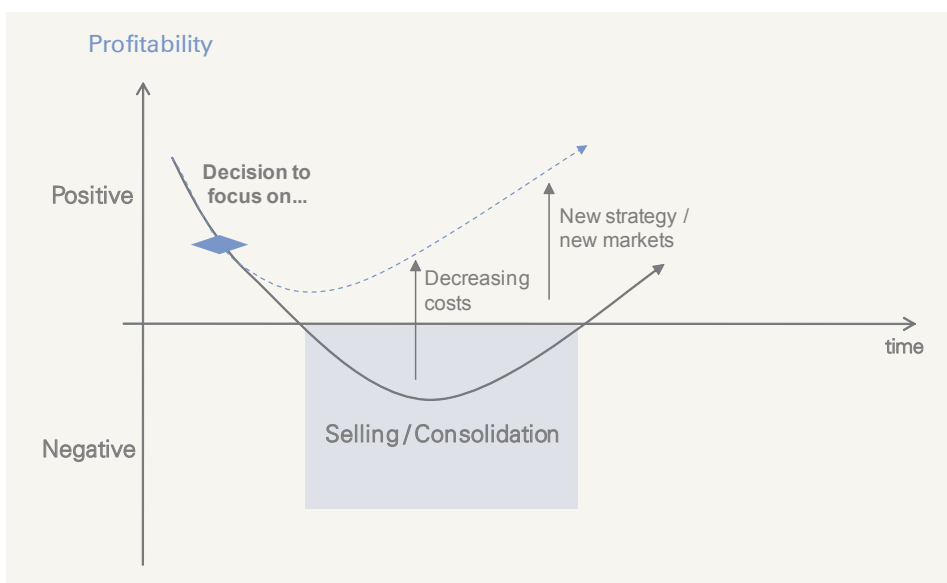 Profitability
Decision to
focus on...
Positive
New strategy /
new markets
Decreasing
costs
time
Selling / Consolidation
Negative